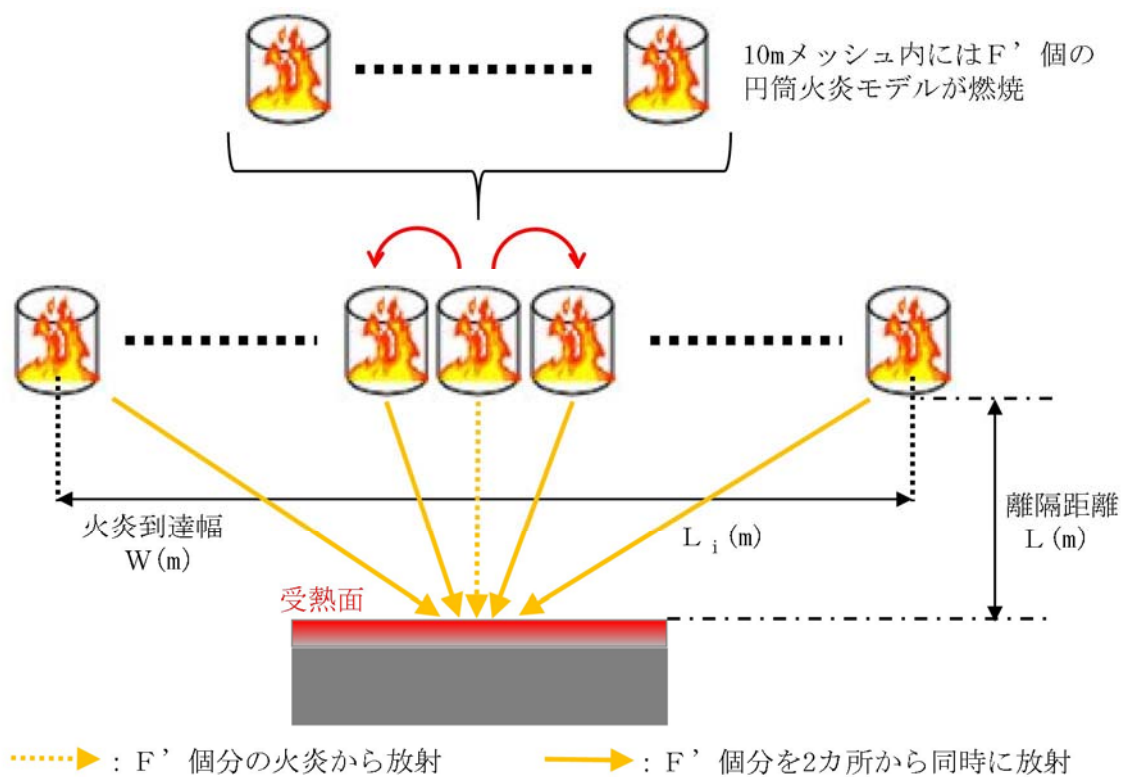 10mメッシュ内にはＦ’個の
円筒火炎モデルが燃焼
火炎到達幅
Ｗ(m)
Ｌｉ(m)
離隔距離
Ｌ(m)
受熱面
：Ｆ’個分の火炎から放射
：Ｆ’個分を2カ所から同時に放射